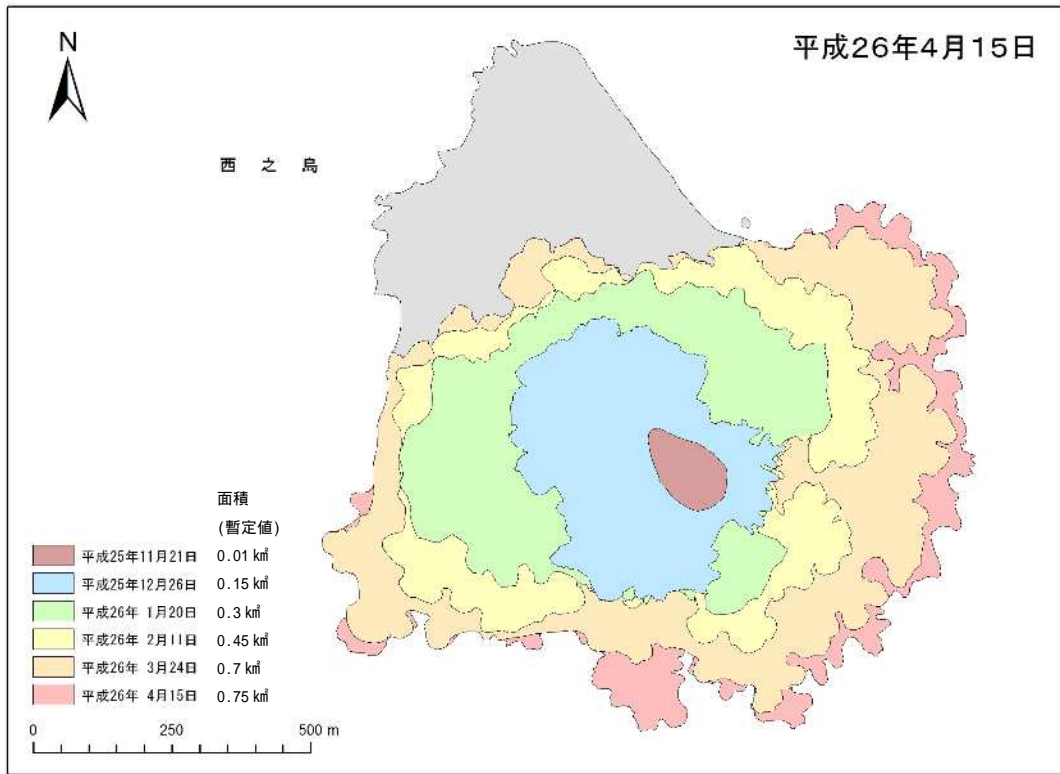 N
平成26年4月15日
西之島
面積
(暫定値)
平成25年11月21日 0.01 ㎢
平成25年12月26日 0.15 ㎢
平成26年 1月20日 0.3 ㎢
平成26年 2月11日 0.45 ㎢
平成26年 3月24日 0.7 ㎢
平成26年 4月15日 0.75 ㎢
0 250 500 m